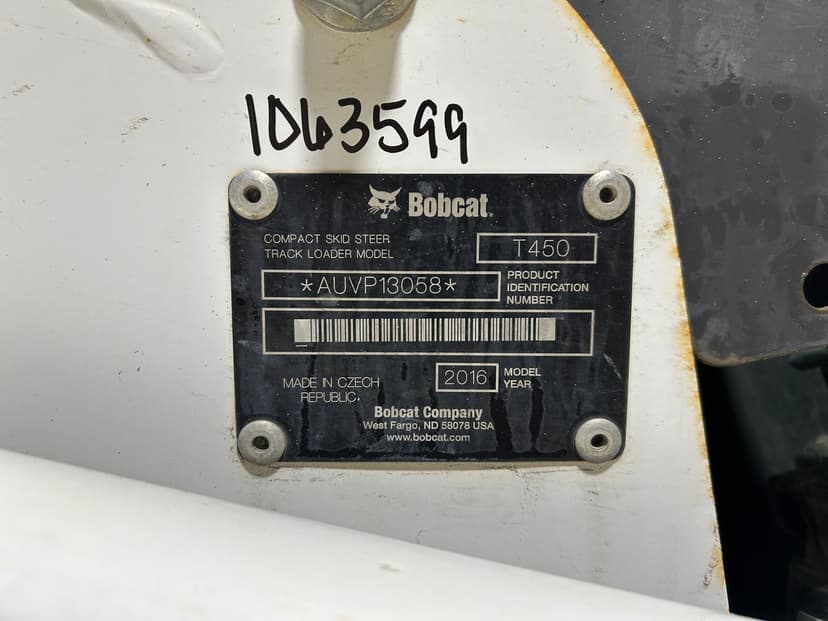 1063599
Bobcat.
COMPACT SKID STEER
TRACK LOADER MODEL
T450
*AUVP13058*
PRODUCT
IDENTIFICATION
NUMBER
MADE IN CZECH
REPUBLIC.
2016
MODEL
YEAR
Bobcat Company
West Fargo, ND 58078 USA
www.bobcat.com